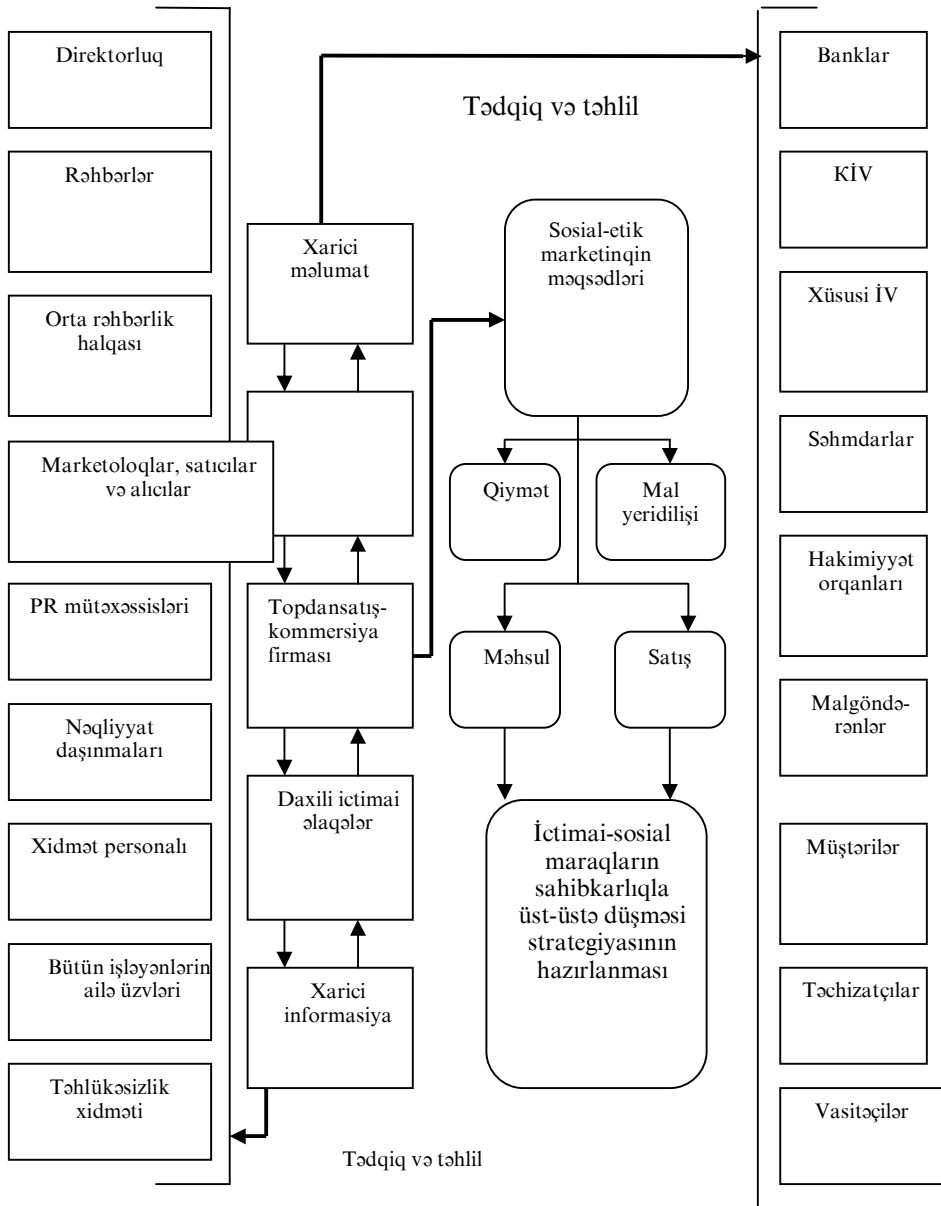 Direktorluq
Rəhbərlər
Orta rəhbərlik
halqası
Marketoloqlar, satıcılar
və alıcılar
PR mütəxəssisləri
Nəqliyyat
daşınmaları
Xidmət personalı
Bütün işləyənlərin
ailə üzvləri
Təhlükəsizlik
xidməti
Xarici
məlumat
Topdansatış-
kommersiya
firması
Daxili ictimai
əlaqələr
Xarici
informasiya
Tədqiq və təhlil
Sosial-etik
marketinqin
məqsədləri
Qiymət
Mal
yeridilişi
Məhsul
Satış
İctimai-sosial
maraqların
sahibkarlıqla
üst-üstə düşməsi
strategiyasının
hazırlanması
Tədqiq və təhlil
Banklar
KİV
Xüsusi İV
Səhmdarlar
Hakimiyyət
orqanları
Malgöndə-
rənlər
Müştərilər
Təchizatçılar
Vasitəçilər